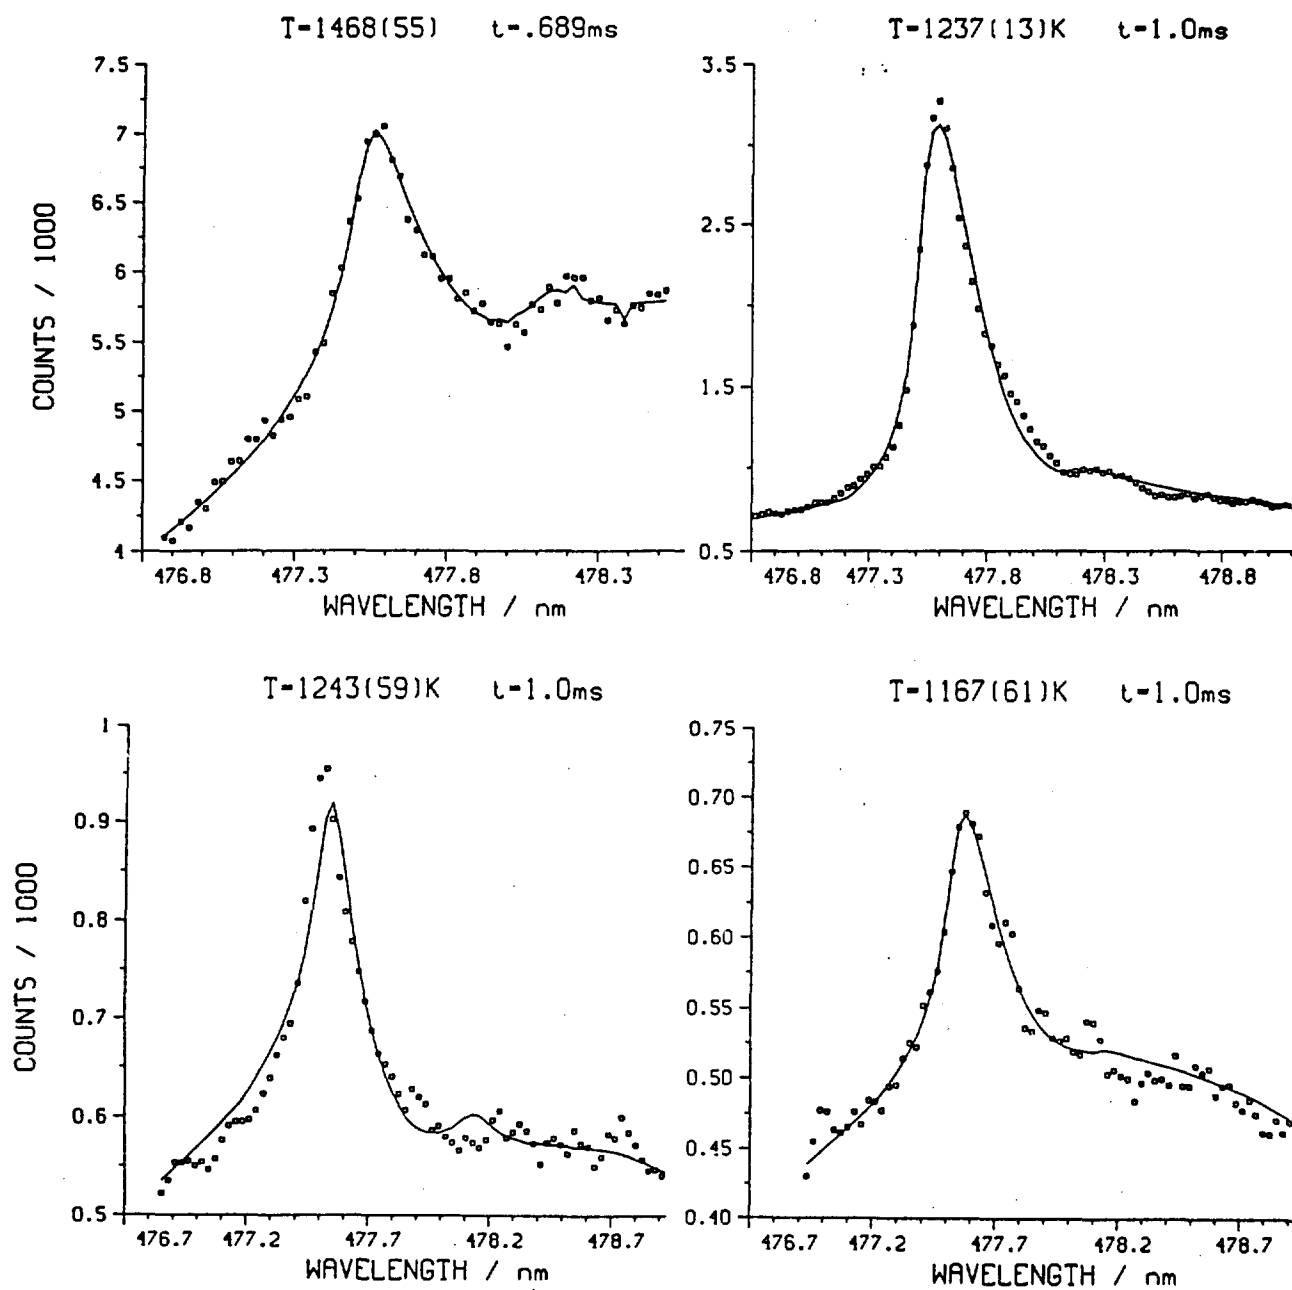 T=1468(55) t=.689ms
7.5
7
6.5
6
5.5
5
4.5
4
COUNTS / 1000
476.8 477.3 477.8 478.3
WAVELENGTH / nm
T=1237(13)K t=1.0ms
3.5
2.5
1.5
0.5
476.8 477.3 477.8 478.3 478.8
WAVELENGTH / nm
T=1243(59)K t=1.0ms
1
0.9
0.8
0.7
0.6
0.5
COUNTS / 1000
476.7 477.2 477.7 478.2 478.7
WAVELENGTH / nm
T=1167(61)K t=1.0ms
0.75
0.70
0.65
0.60
0.55
0.50
0.45
0.40
476.7 477.2 477.7 478.2 478.7
WAVELENGTH / nm